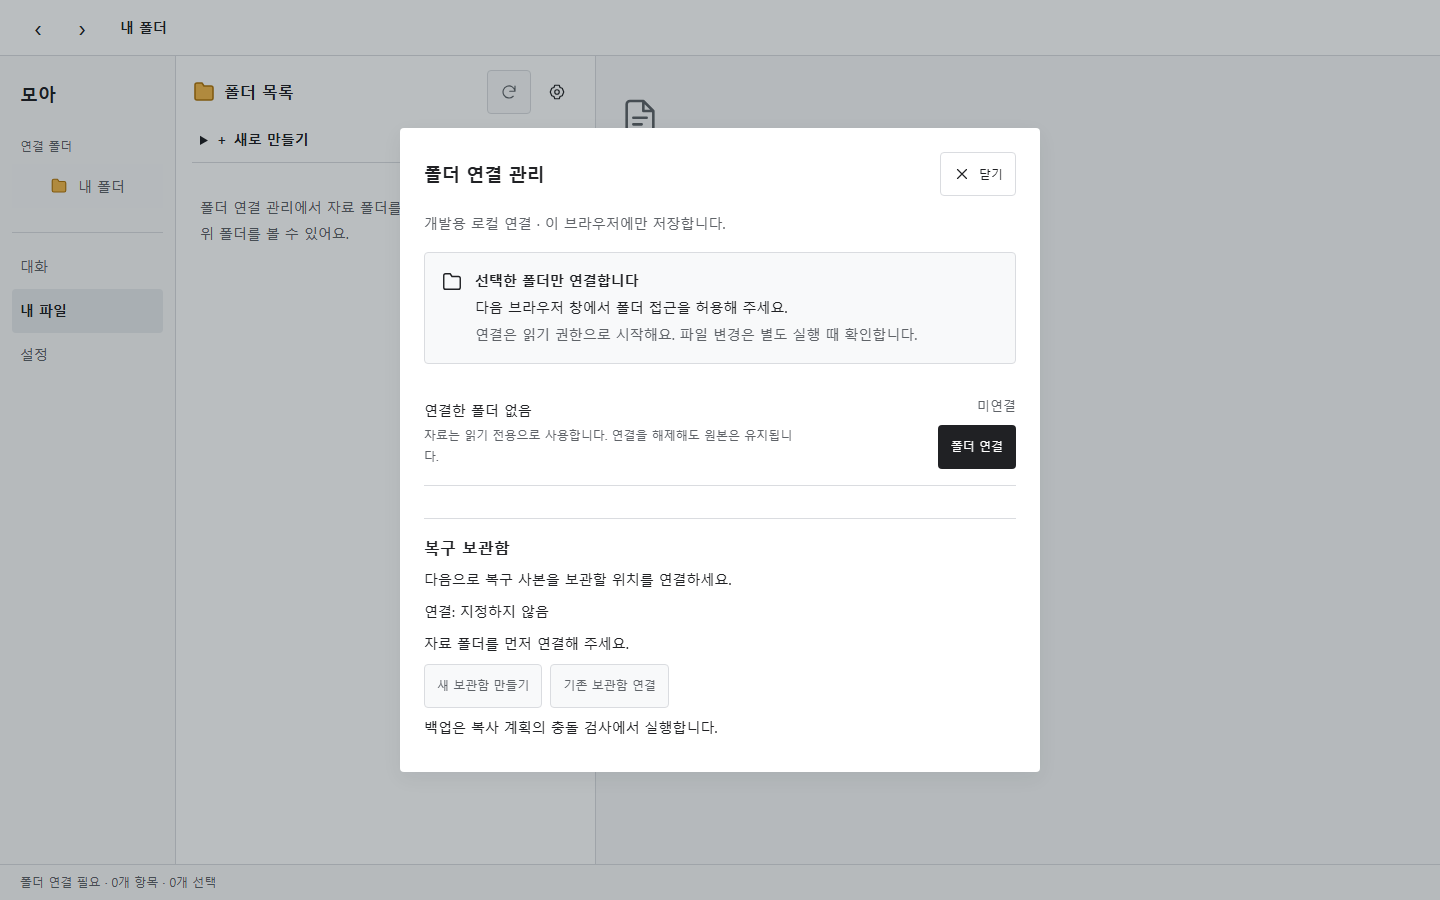 내 폴더
모아
연결 폴더
내 폴더
대화
내 파일
설정
폴더 목록
+ 새로 만들기
폴더 연결 관리에서 자료 폴더를
위 폴더를 볼 수 있어요.
폴더 연결 관리
닫기
개발용 로컬 연결 · 이 브라우저에만 저장합니다.
선택한 폴더만 연결합니다
다음 브라우저 창에서 폴더 접근을 허용해 주세요.
연결은 읽기 권한으로 시작해요. 파일 변경은 별도 실행 때 확인합니다.
연결한 폴더 없음
미연결
자료는 읽기 전용으로 사용합니다. 연결을 해제해도 원본은 유지됩니
다.
폴더 연결
복구 보관함
다음으로 복구 사본을 보관할 위치를 연결하세요.
연결: 지정하지 않음
자료 폴더를 먼저 연결해 주세요.
새 보관함 만들기
기존 보관함 연결
백업은 복사 계획의 충돌 검사에서 실행합니다.
폴더 연결 필요 · 0개 항목 · 0개 선택